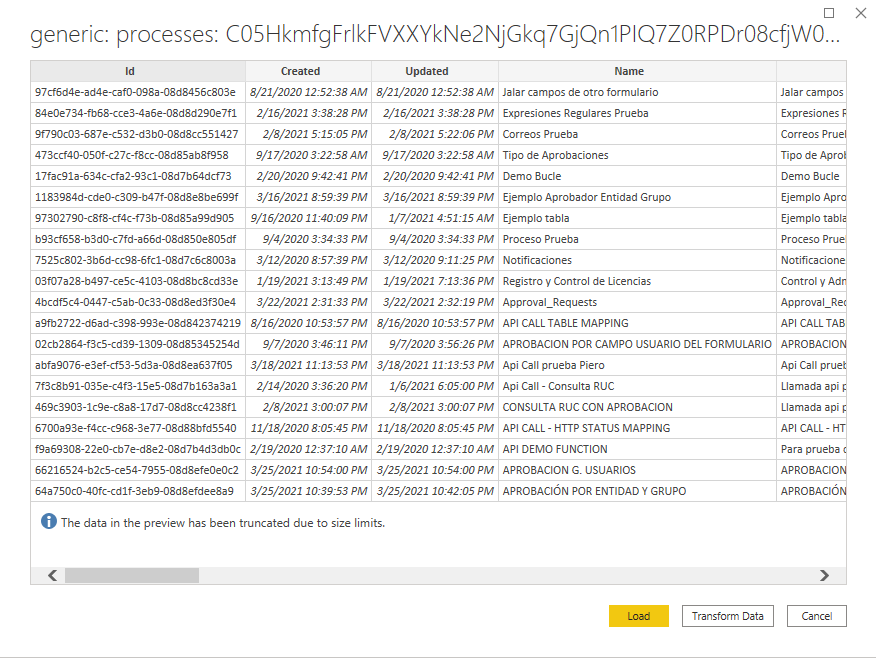 generic: processes: C05HkmfgFrlkFVXXYkNe2NjGkq7GjQn1PIQ7Z0RPDr08cfjW0...
Id Created Updated Name
97cf6d4e-ad4e-caf0-098a-08d8456c803e 8/21/2020 12:52:38 AM 8/21/2020 12:52:38 AM Jalar campos de otro formulario Jalar campos
84e0e734-fb68-cce3-4a6e-08d8d290e7f1 2/16/2021 3:38:28 PM 2/16/2021 3:38:28 PM Expresiones Regulares Prueba Expresiones R
9f790c03-687e-c532-d3b0-08d8cc551427 2/8/2021 5:15:05 PM 2/8/2021 5:22:06 PM Correos Prueba Correos Pruel
473ccf40-050f-c27c-f8cc-08d85ab8f958 9/17/2020 3:22:58 AM 9/17/2020 3:22:58 AM Tipo de Aprobaciones Tipo de Aprol
17fac91a-634c-cfa2-93c1-08d7b64dcf73 2/20/2020 9:42:41 PM 2/20/2020 9:42:41 PM Demo Bucle Demo Bucle
1183984d-cde0-c309-b47f-08d8e8be699f 3/16/2021 8:59:39 PM 3/16/2021 8:59:39 PM Ejemplo Aprobador Entidad Grupo Ejemplo Apro
97302790-c8f8-cf4c-f73b-08d85a99d905 9/16/2020 11:40:09 PM 1/7/2021 4:51:15 AM Ejemplo tabla Ejemplo tabla
b93cf658-b3d0-c7fd-a66d-08d850e805df 9/4/2020 3:34:33 PM 9/4/2020 3:34:33 PM Proceso Prueba Proceso Prue
7525c802-3b6d-cc98-6fc1-08d7c6c8003a 3/12/2020 8:57:39 PM 3/12/2020 9:11:25 PM Notificaciones Notificacione
03f07a28-b497-ce5c-4103-08d8bc8cd33e 1/19/2021 3:13:49 PM 1/19/2021 7:13:36 PM Registro y Control de Licencias Control y Adn
4bcdf5c4-0447-c5ab-0c33-08d8ed3f30e4 3/22/2021 2:31:33 PM 3/22/2021 2:32:19 PM Approval_Requests Approval_Rec
a9fb2722-d6ad-c398-993e-08d842374219 8/16/2020 10:53:57 PM 8/16/2020 10:53:57 PM API CALL TABLE MAPPING API CALL TAB
02cb2864-f3c5-cd39-1309-08d85345254d 9/7/2020 3:46:11 PM 9/7/2020 3:56:26 PM APROBACION POR CAMPO USUARIO DEL FORMULARIO APROBACION
abfa9076-e3ef-cf53-5d3a-08d8ea637f05 3/18/2021 11:13:53 PM 3/18/2021 11:13:53 PM Api Call prueba Piero Api Call prueb
7f3c8b91-035e-c4f3-15e5-08d7b163a3a1 2/14/2020 3:36:20 PM 1/6/2021 6:05:00 PM Api Call - Consulta RUC Llamada api p
469c3903-1c9e-c8a8-17d7-08d8cc4238f1 2/8/2021 3:00:07 PM 2/8/2021 3:00:07 PM CONSULTA RUC CON APROBACION Llamada api p
6700a93e-f4cc-c968-3e77-08d88bfd5540 11/18/2020 8:05:45 PM 11/18/2020 8:05:45 PM API CALL - HTTP STATUS MAPPING API CALL - HT
f9a69308-22e0-cb7e-d8e2-08d7b4d3db0c 2/19/2020 12:37:10 AM 2/19/2020 12:37:10 AM API DEMO FUNCTION Para prueba c
66216524-b2c5-ce54-7955-08d8efe0e0c2 3/25/2021 10:54:00 PM 3/25/2021 10:54:00 PM APROBACION G. USUARIOS APROBACION
64a750c0-40fc-cd1f-3eb9-08d8efdee8a9 3/25/2021 10:39:53 PM 3/25/2021 10:42:05 PM APROBACIÓN POR ENTIDAD Y GRUPO APROBACIÓN
The data in the preview has been truncated due to size limits.
Load Transform Data Cancel